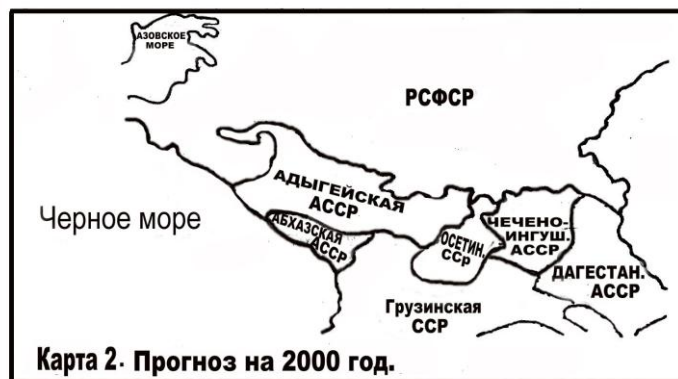 АЗОВСКОЕ
МОРЕ
РСФСР
АДЫГЕЙСКАЯ
АССР
Черное море
АБХАЗСКАЯ
АССР
ОСЕТИН.
ССР
ЧЕЧЕНО-
ИНГУШ.
АССР
ДАГЕСТАН.
АССР
Грузинская
ССР
Карта 2. Прогноз на 2000 год.